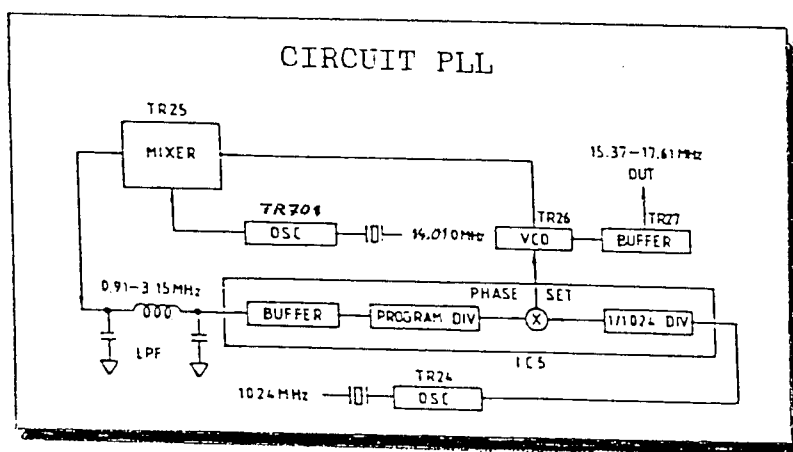 CIRCUIT PLL
TR25
MIXER
15.37-17.61MHz
OUT
TR701
OSC
14.010MHz
TR26
VCO
TR27
BUFFER
0.91-3.15MHz
PHASE SET
BUFFER
PROGRAM DIV
X
1/1024 DIV
LPF
IC5
TR24
1024MHz
OSC